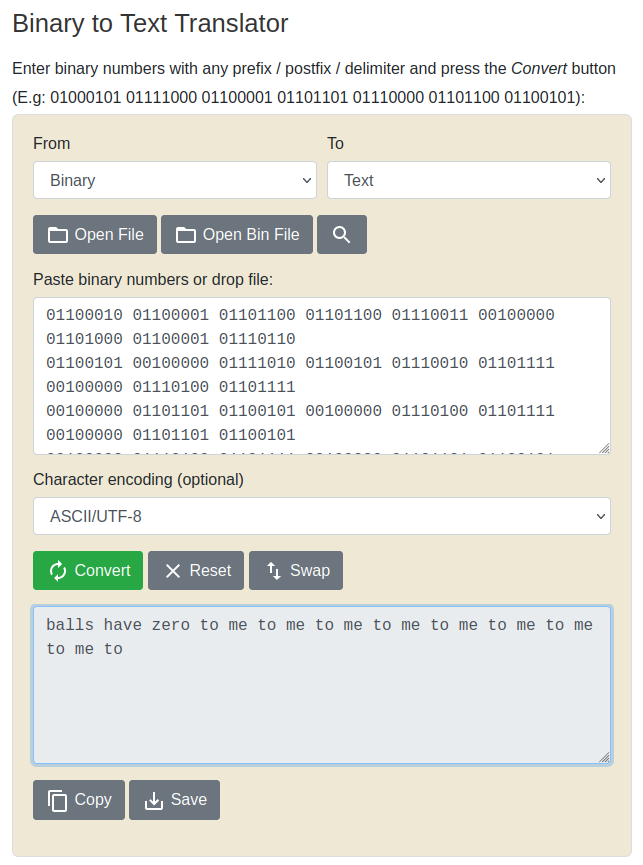 Binary to Text Translator
Enter binary numbers with any prefix / postfix / delimiter and press the Convert button
(E.g: 01000101 01111000 01100001 01101101 01110000 01101100 01100101):
From
To
Binary
Text
Open File
Open Bin File
Paste binary numbers or drop file:
01100010 01100001 01101100 01101100 01110011 00100000
01101000 01100001 01110110
01100101 00100000 01111010 01100101 01110010 01101111
00100000 01110100 01101111
00100000 01101101 01100101 00100000 01110100 01101111
00100000 01101101 01100101
Character encoding (optional)
ASCII/UTF-8
Convert
Reset
Swap
balls have zero to me to me to me to me to me to me to me
to me to
Copy
Save